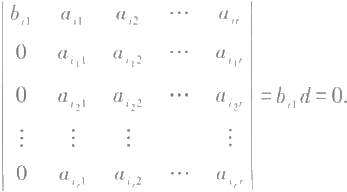 | b_{i1} a_{i1} a_{i2} ⋯ a_{ir} |
| 0 a_{i_1 1} a_{i_1 2} ⋯ a_{i_1 r} |
| 0 a_{i_2 1} a_{i_2 2} ⋯ a_{i_2 r} | = b_{i1} d = 0.
| ⋮ ⋮ ⋮ ⋮ |
| 0 a_{i_r 1} a_{i_r 2} ⋯ a_{i_r r} |